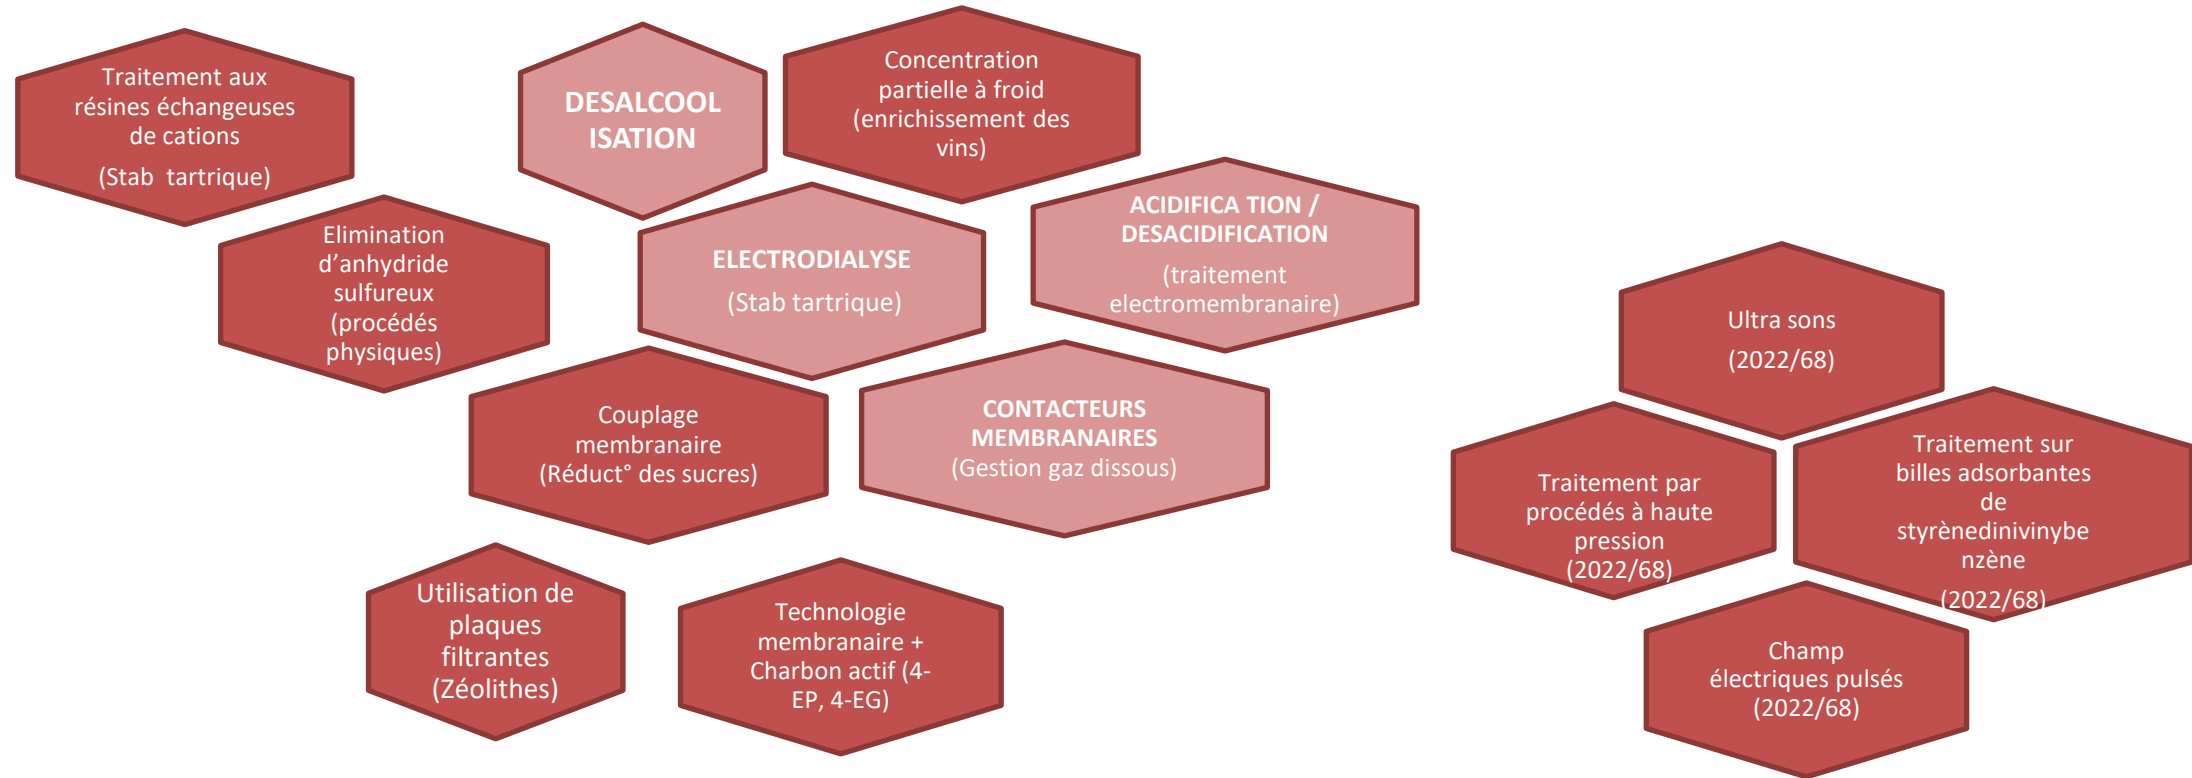 Traitement aux
résines échangeuses
de cations
(Stab tartrique)
DESALCOOL
ISATION
Concentration
partielle à froid
(enrichissement des
vins)
Elimination
d'anhydride
sulfureux
(procédés
physiques)
ELECTRODIALYSE
(Stab tartrique)
ACIDIFICA TION /
DESACIDIFICATION
(traitement
electromembranaire)
Couplage
membranaire
(Réduct° des sucres)
CONTACTEURS
MEMBRANAIRES
(Gestion gaz dissous)
Utilisation de
plaques
filtrantes
(Zéolithes)
Technologie
membranaire +
Charbon actif (4-
EP, 4-EG)
Ultra sons
(2022/68)
Traitement par
procédés à haute
pression
(2022/68)
Traitement sur
billes adsorbantes
de
styrènedinivinybe
nzène
(2022/68)
Champ
électriques pulsés
(2022/68)